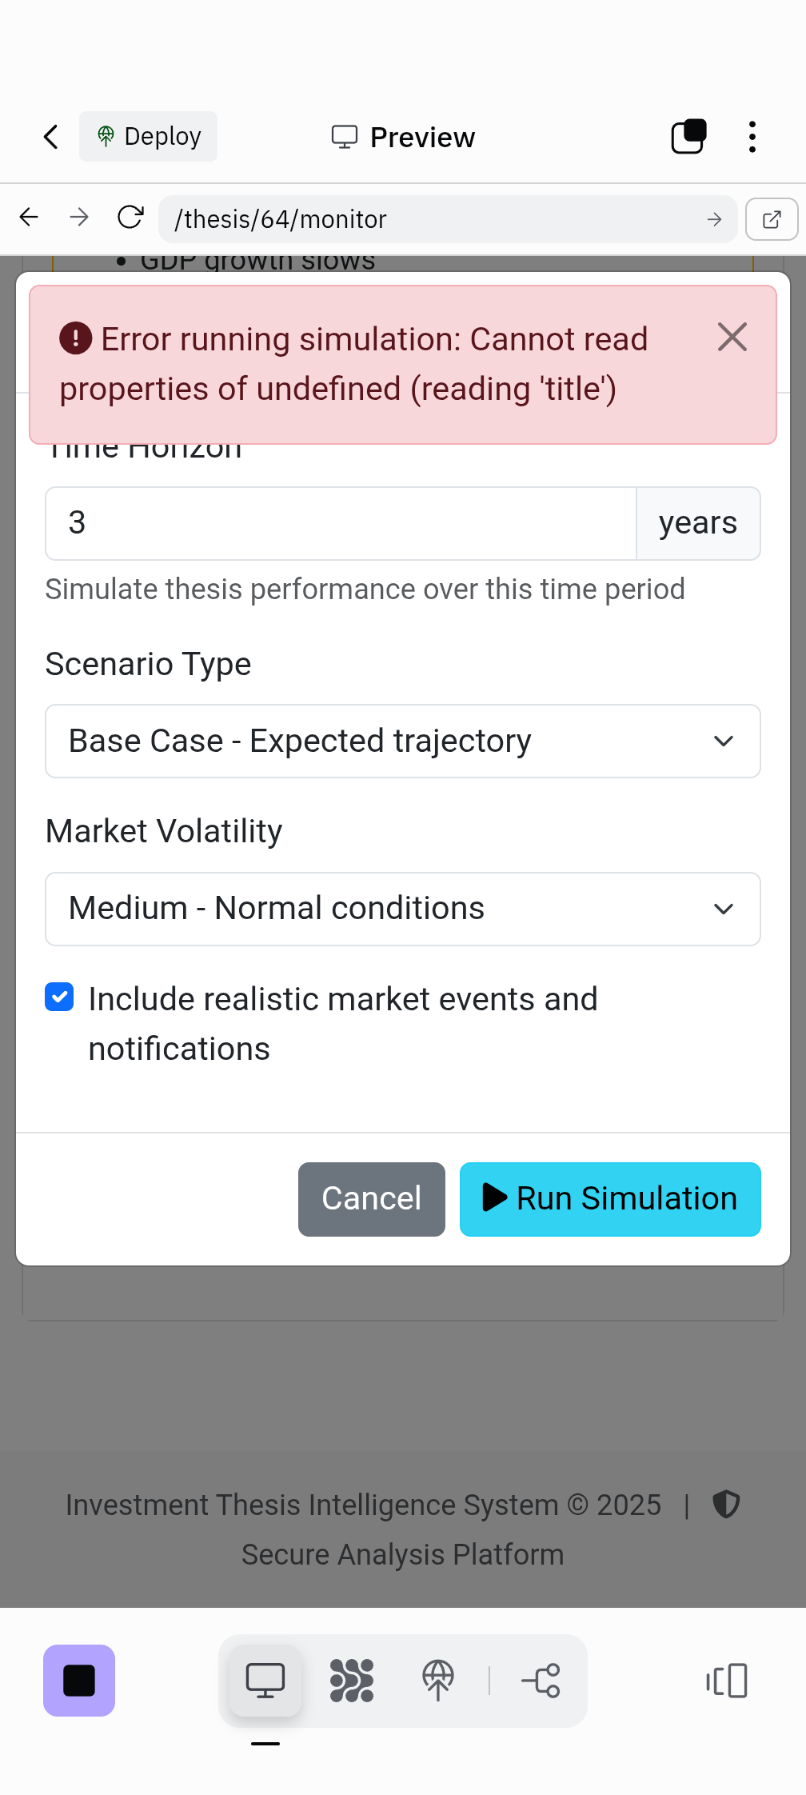 Deploy
Preview
/thesis/64/monitor
GDP growth slows
Error running simulation: Cannot read
properties of undefined (reading 'title')
Time Horizon
3
years
Simulate thesis performance over this time period
Scenario Type
Base Case - Expected trajectory
Market Volatility
Medium - Normal conditions
Include realistic market events and
notifications
Cancel
Run Simulation
Investment Thesis Intelligence System © 2025 |
Secure Analysis Platform